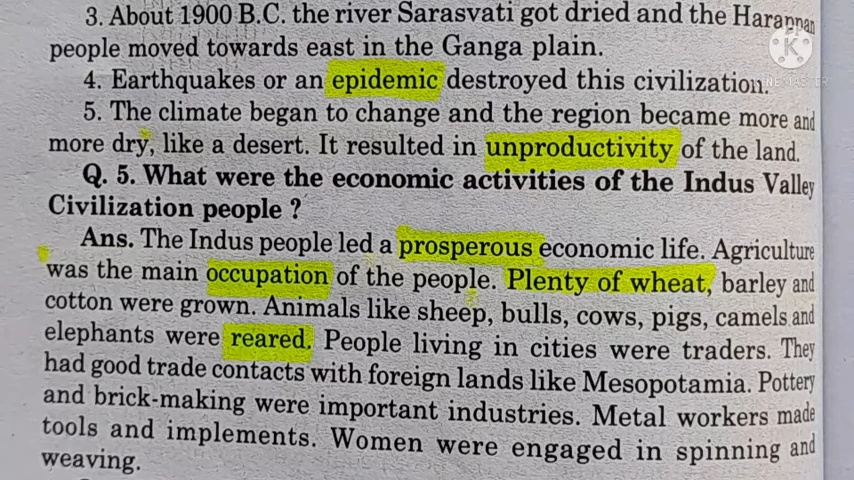 3. About 1900 B.C. the river Sarasvati got dried and the Harappan
people moved towards east in the Ganga plain.
4. Earthquakes or an epidemic destroyed this civilization.
5. The climate began to change and the region became more and
more dry, like a desert. It resulted in unproductivity of the land.
Q. 5. What were the economic activities of the Indus Valley
Civilization people ?
Ans. The Indus people led a prosperous economic life. Agriculture
was the main occupation of the people. Plenty of wheat, barley and
cotton were grown. Animals like sheep, bulls, cows, pigs, camels and
elephants were reared. People living in cities were traders. They
had good trade contacts with foreign lands like Mesopotamia. Pottery
and brick-making were important industries. Metal workers made
tools and implements. Women were engaged in spinning and
weaving.
K